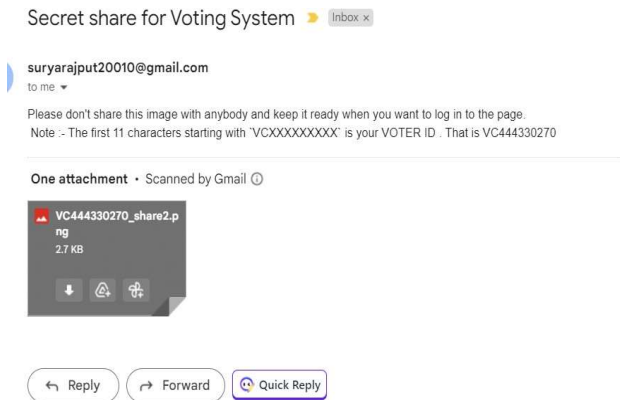 Secret share for Voting System Inbox ×
suryarajput20010@gmail.com
to me
Please don't share this image with anybody and keep it ready when you want to log in to the page.
Note :- The first 11 characters starting with `VCXXXXXXXXX` is your VOTER ID . That is VC444330270
One attachment • Scanned by Gmail
VC444330270_share2.p
ng
2.7 KB
Reply Forward Quick Reply